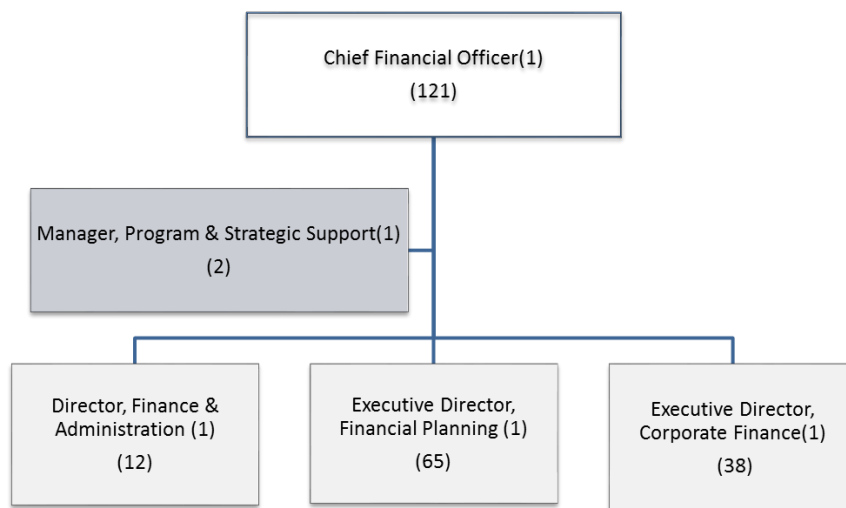 Chief Financial Officer(1)
(121)
Manager, Program & Strategic Support(1)
(2)
Director, Finance &
Administration (1)
(12)
Executive Director,
Financial Planning (1)
(65)
Executive Director,
Corporate Finance(1)
(38)